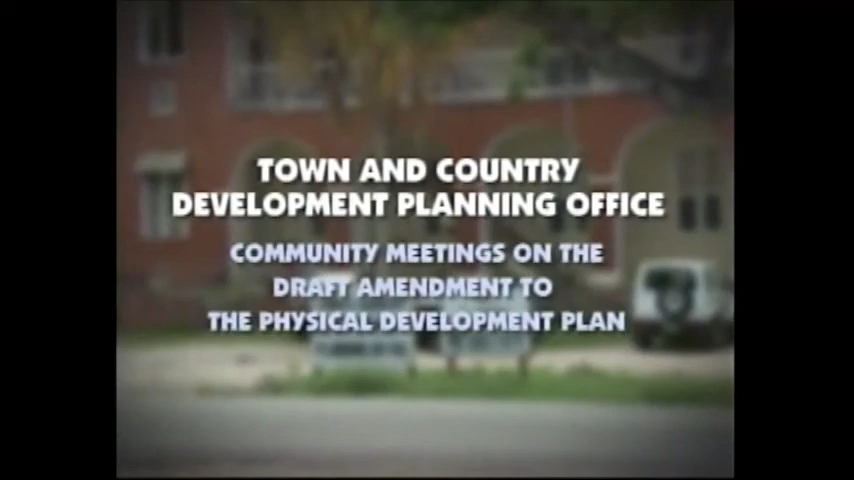 TOWN AND COUNTRY
DEVELOPMENT PLANNING OFFICE
COMMUNITY MEETINGS ON THE
DRAFT AMENDMENT TO
THE PHYSICAL DEVELOPMENT PLAN